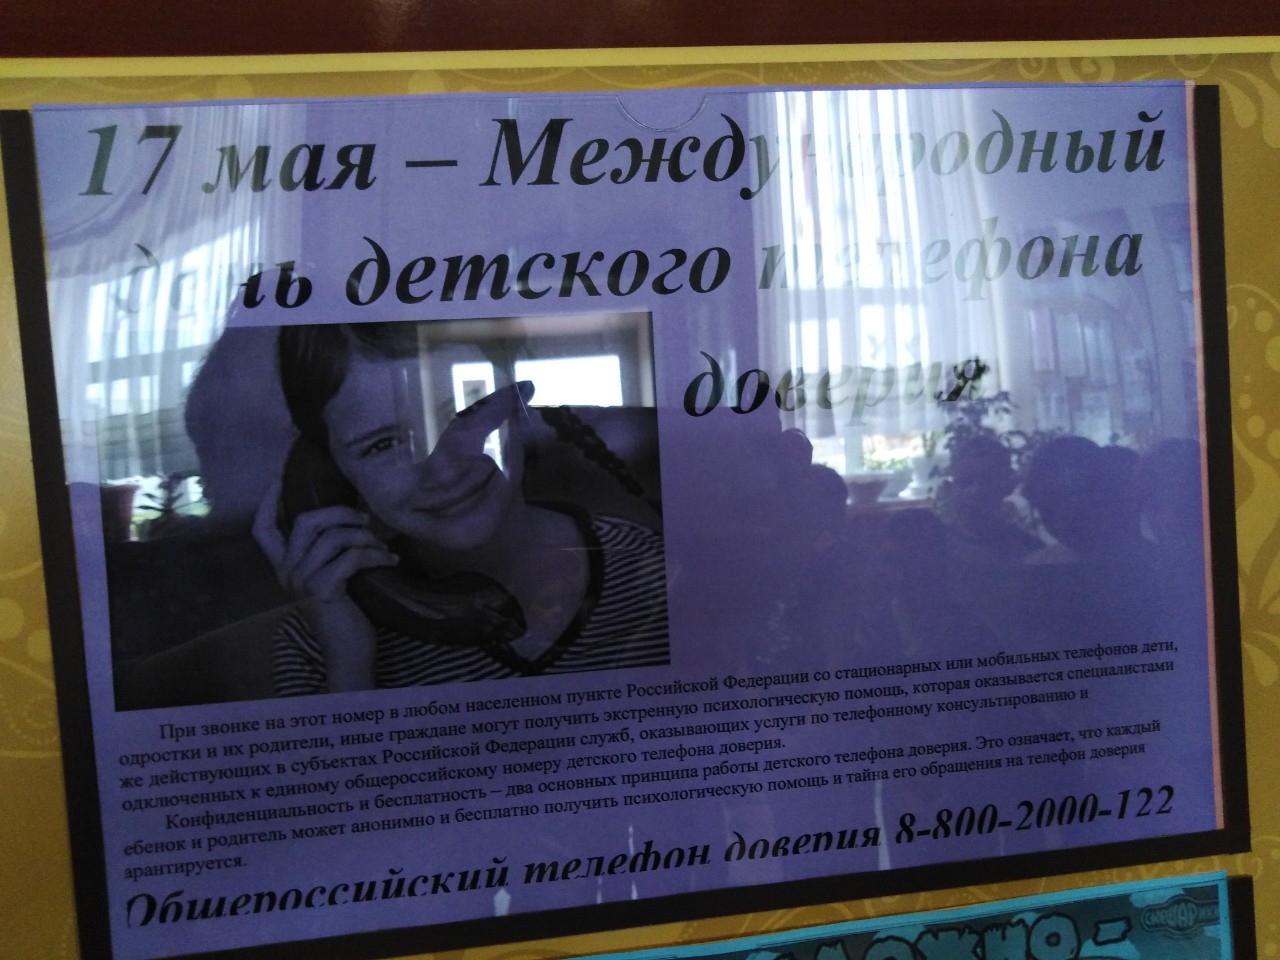 17 мая – Международный
день детского телефона
доверия
При звонке на этот номер в любом населенном пункте Российской Федерации со стационарных или мобильных телефонов дети,
одростки и их родители, иные граждане могут получить экстренную психологическую помощь, которая оказывается специалистами
же действующих в субъектах Российской Федерации служб, оказывающих услуги по телефонному консультированию и
одключенных к единому общероссийскому номеру детского телефона доверия.
Конфиденциальность и бесплатность – два основных принципа работы детского телефона доверия. Это означает, что каждый
ебенок и родитель может анонимно и бесплатно получить психологическую помощь и тайна его обращения на телефон доверия
арантируется.
Общероссийский телефон доверия 8-800-2000-122